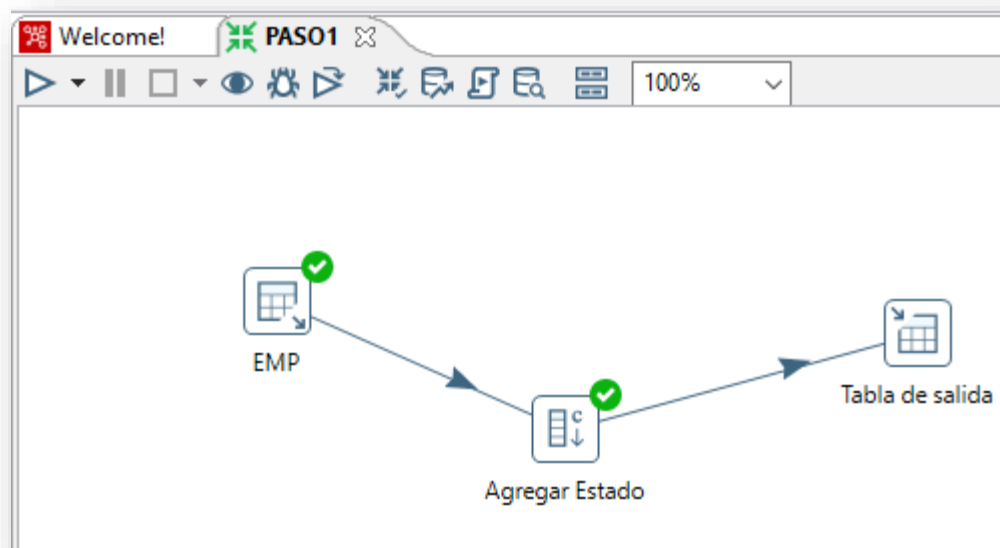 Welcome!
PASO1
100%
EMP
Tabla de salida
C
Agregar Estado